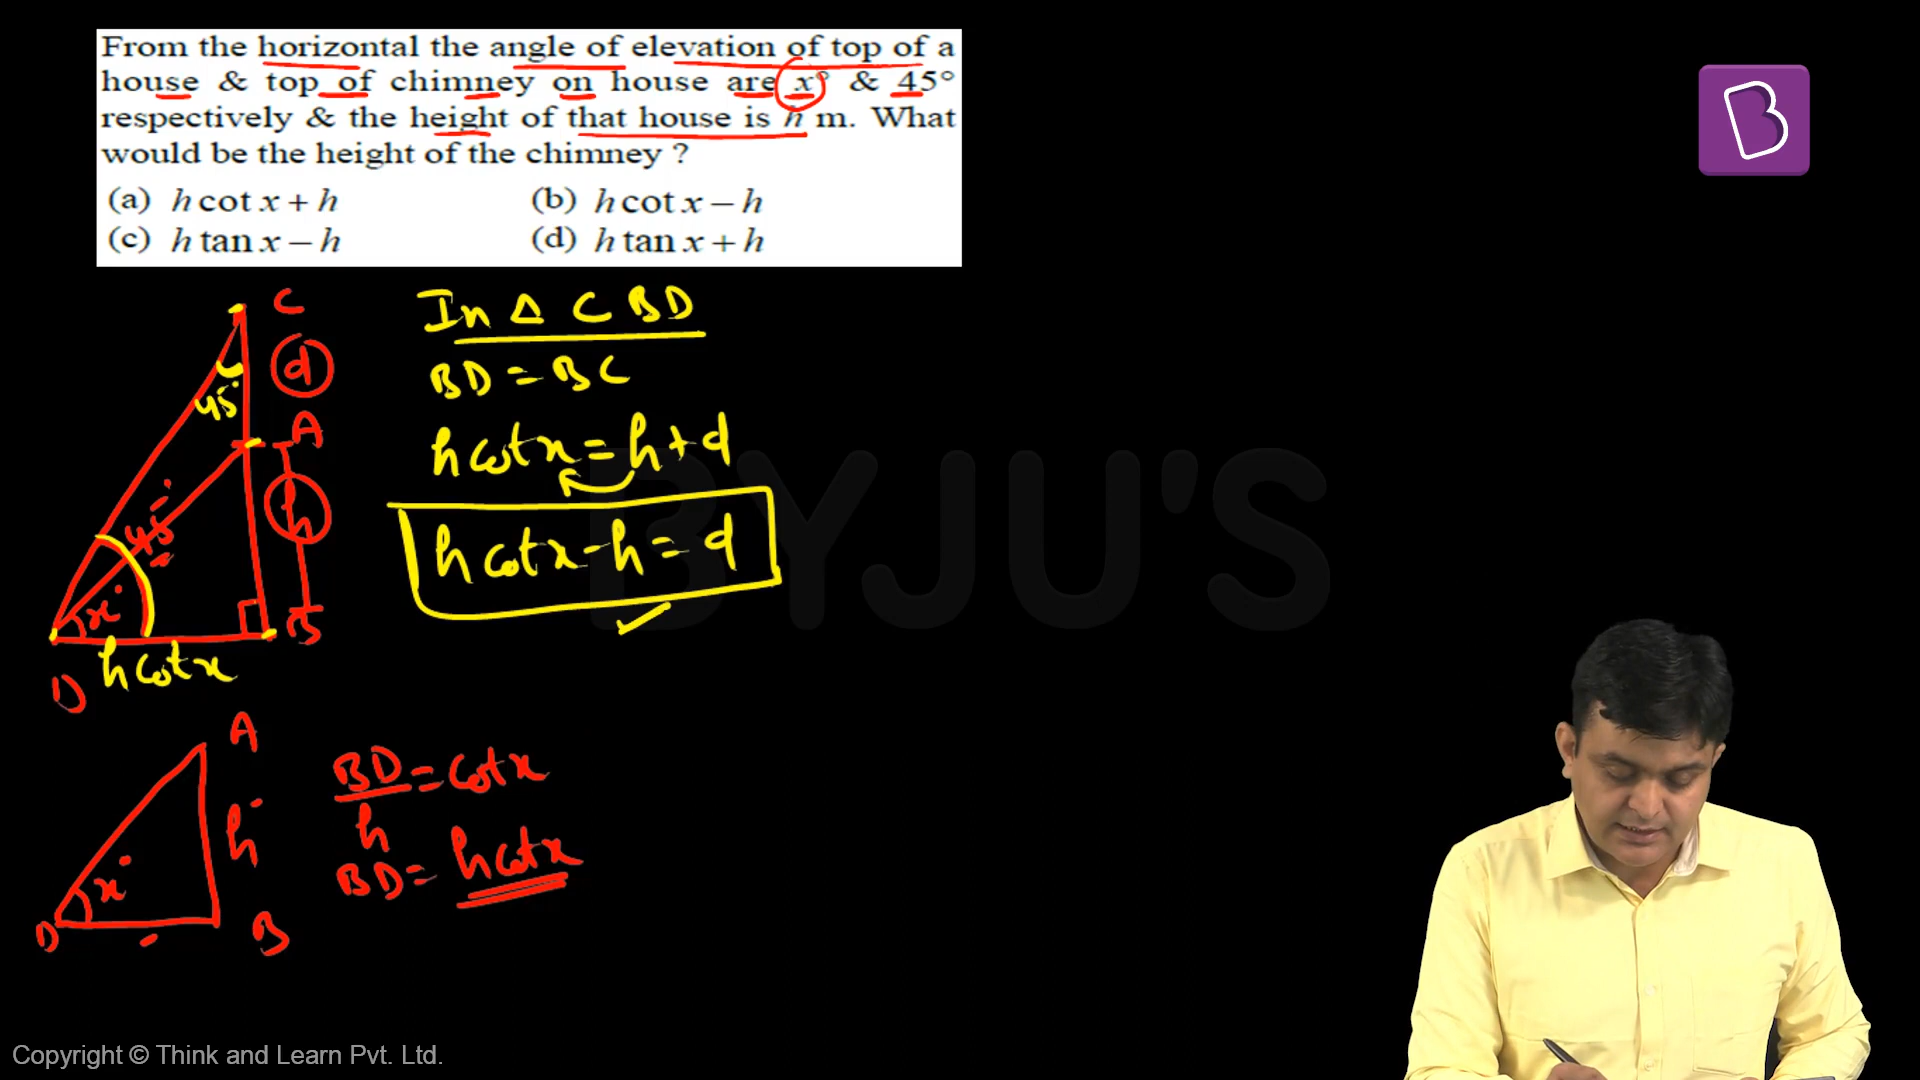 From the horizontal the angle of elevation of top of a
house & top of chimney on house are x° & 45°
respectively & the height of that house is h m. What
would be the height of the chimney ?
(a) h cot x + h (b) h cot x – h
(c) h tan x – h (d) h tan x + h
B
C
d
45°
A
h
45°
x°
B
D
h cot x
In Δ CBD
BD = BC
h cot x = h + d
h cot x - h = d
BYJU'S
A
h
x°
D
B
BD/h = cot x
BD = h cot x
Copyright © Think and Learn Pvt. Ltd.